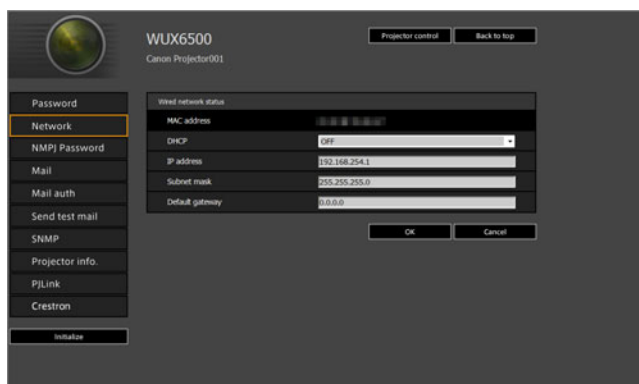 WUX6500
Projector control
Back to top
Canon Projector001
Password
Network
NMPJ Password
Mail
Mail auth
Send test mail
SNMP
Projector info.
PJLink
Crestron
Initialize
Wired network status
MAC address
DHCP OFF
IP address 192.168.254.1
Subnet mask 255.255.255.0
Default gateway 0.0.0.0
OK
Cancel